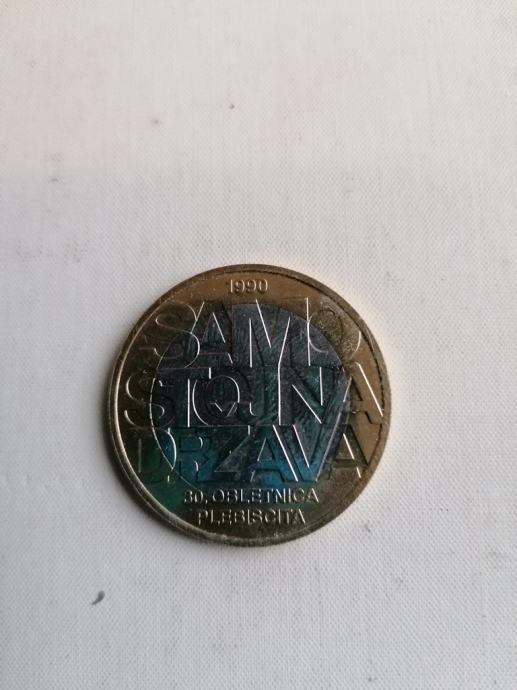 1990
SAMO
STOJNA
DRŽAVA
30. OBLETNICA
PLEBISCITA